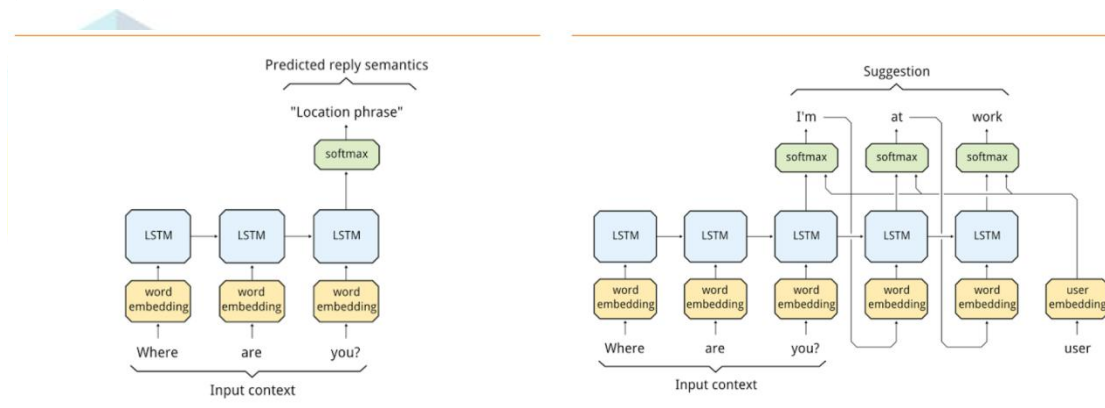 Predicted reply semantics
"Location phrase"
softmax
LSTM LSTM LSTM
word embedding word embedding word embedding
Where are you?
Input context
Suggestion
I'm at work
softmax softmax softmax
LSTM LSTM LSTM LSTM LSTM
word embedding word embedding word embedding word embedding word embedding user embedding
Where are you? user
Input context